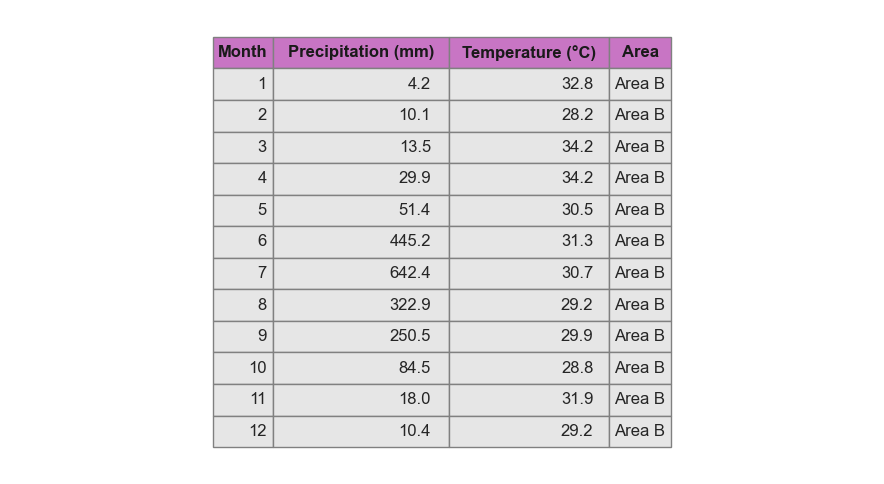 Month Precipitation (mm) Temperature (°C) Area
1 4.2 32.8 Area B
2 10.1 28.2 Area B
3 13.5 34.2 Area B
4 29.9 34.2 Area B
5 51.4 30.5 Area B
6 445.2 31.3 Area B
7 642.4 30.7 Area B
8 322.9 29.2 Area B
9 250.5 29.9 Area B
10 84.5 28.8 Area B
11 18.0 31.9 Area B
12 10.4 29.2 Area B